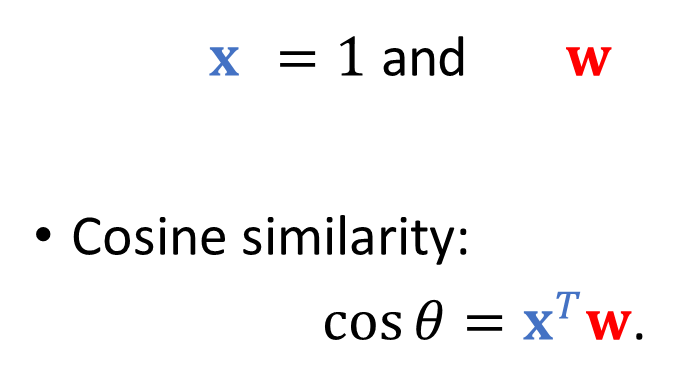 x = 1 and w
• Cosine similarity:
cos θ = xᵀw.